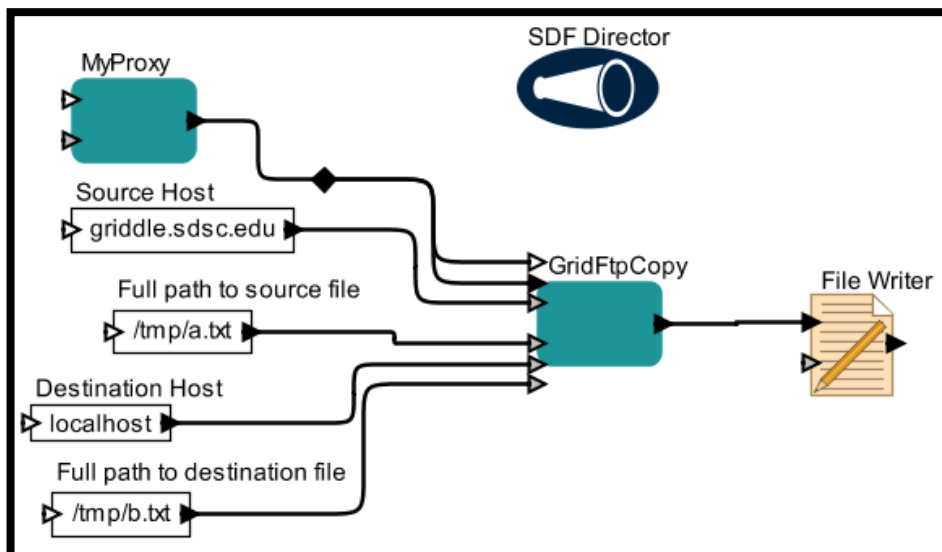 SDF Director
MyProxy
Source Host
griddle.sdsc.edu
GridFtpCopy
File Writer
Full path to source file
/tmp/a.txt
Destination Host
localhost
Full path to destination file
/tmp/b.txt